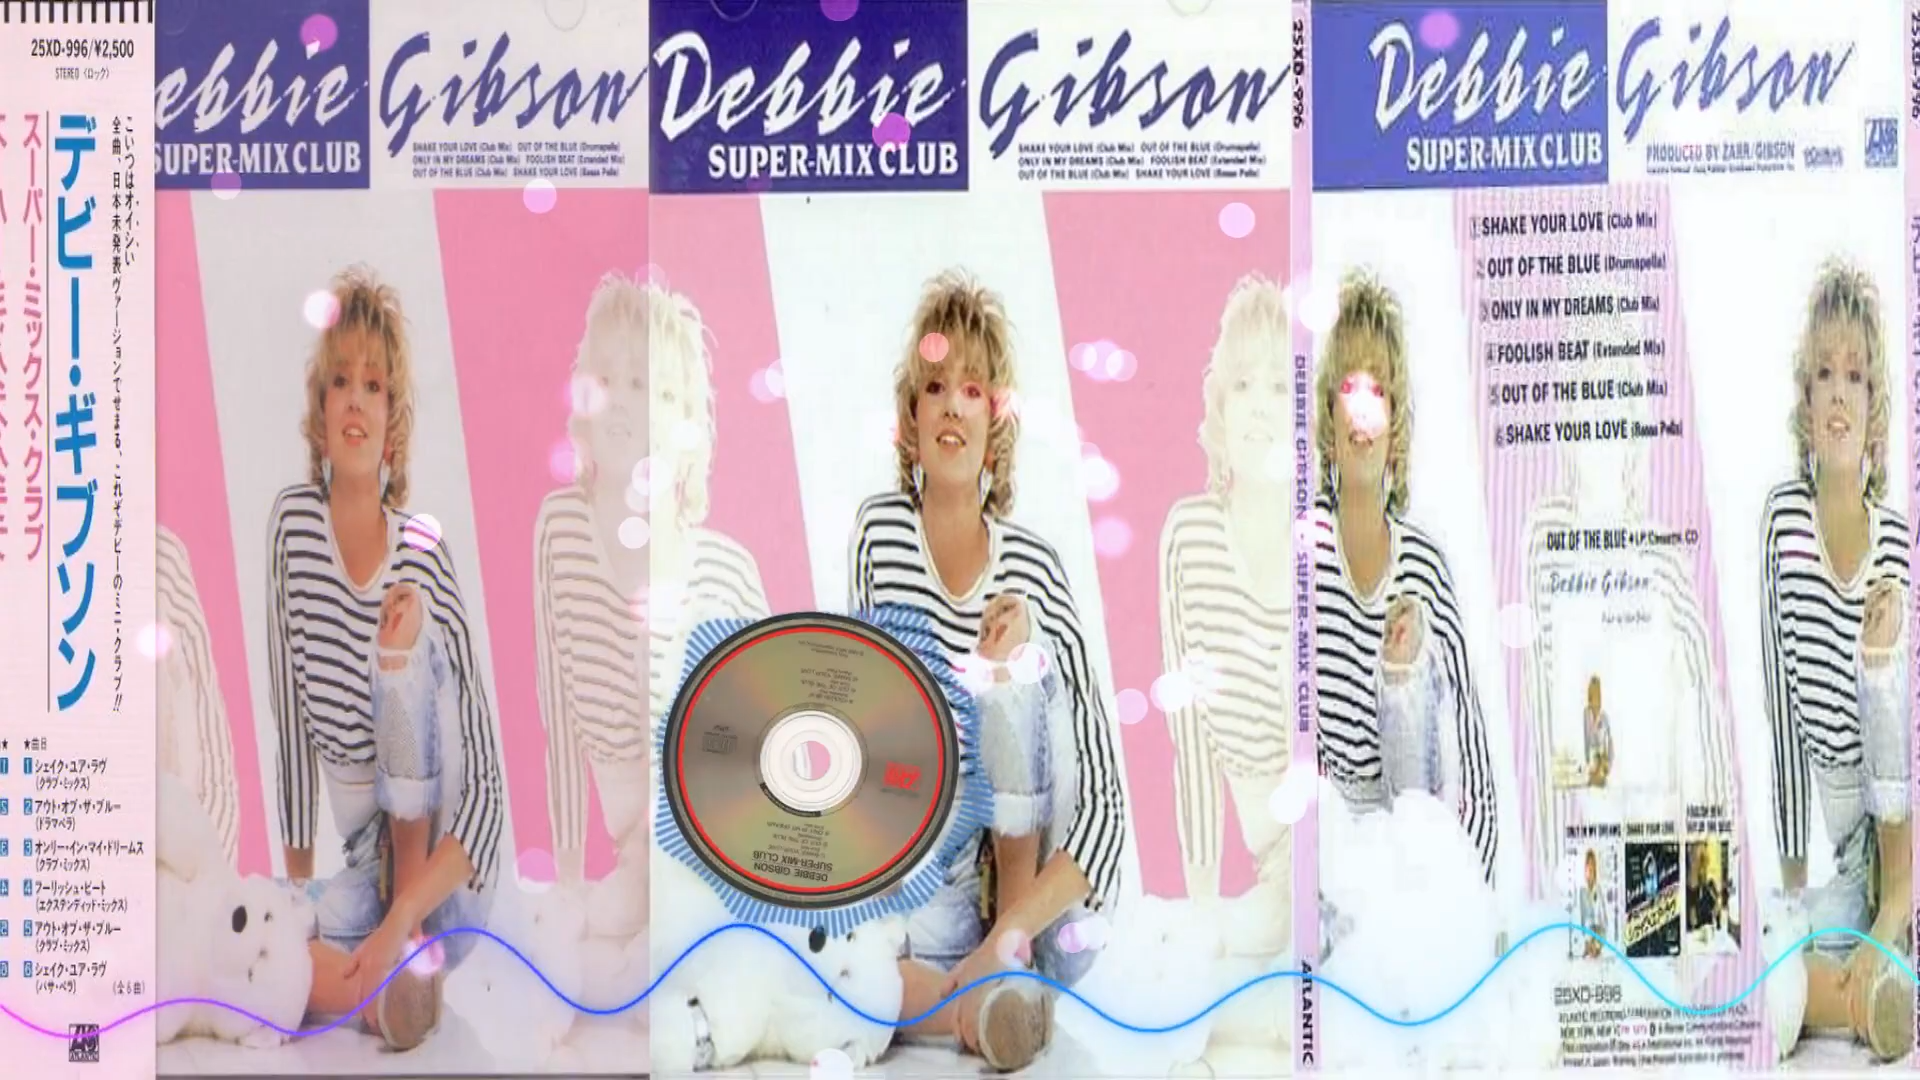 25XD-996/¥2,500
STEREO 〈ロック〉
こいつはオイシい
全曲、日本未発表ヴァージョンでせまる、これぞデビーのミニ・クラブ!!
デビー・ギブソン
スーパー・ミックス・クラブ
★曲目
1 シェイク・ユア・ラヴ
(クラブ・ミックス)
2 アウト・オブ・ザ・ブルー
(ドラマペラ)
3 オンリー・イン・マイ・ドリームス
(クラブ・ミックス)
4 フーリッシュ・ビート
(エクステンディッド・ミックス)
5 アウト・オブ・ザ・ブルー
(クラブ・ミックス)
6 シェイク・ユア・ラヴ
(バサ・ペラ)
(全6曲)
ATLANTIC
ebbie Gibson
SUPER-MIX CLUB
SHAKE YOUR LOVE (Club Mix) OUT OF THE BLUE (Drumapella)
ONLY IN MY DREAMS (Club Mix) FOOLISH BEAT (Extended Mix)
OUT OF THE BLUE (Club Mix) SHAKE YOUR LOVE (Bassa Pella)
Debbie Gibson
SUPER-MIX CLUB
SHAKE YOUR LOVE (Club Mix) OUT OF THE BLUE (Drumapella)
ONLY IN MY DREAMS (Club Mix) FOOLISH BEAT (Extended Mix)
OUT OF THE BLUE (Club Mix) SHAKE YOUR LOVE (Bassa Pella)
DEBBIE GIBSON
SUPER-MIX CLUB
25XD-996
DEBBIE GIBSON • SUPER-MIX CLUB
ATLANTIC
Debbie Gibson
SUPER-MIX CLUB
PRODUCED BY ZARR/GIBSON
1 SHAKE YOUR LOVE (Club Mix)
2 OUT OF THE BLUE (Drumapella)
3 ONLY IN MY DREAMS (Club Mix)
4 FOOLISH BEAT (Extended Mix)
5 OUT OF THE BLUE (Club Mix)
6 SHAKE YOUR LOVE (Bassa Pella)
OUT OF THE BLUE • LP, Cassette, CD
Debbie Gibson
ONLY IN MY DREAMS
SHAKE YOUR LOVE
FOOLISH BEAT
OUT OF THE BLUE
25XD-996
25XD-996